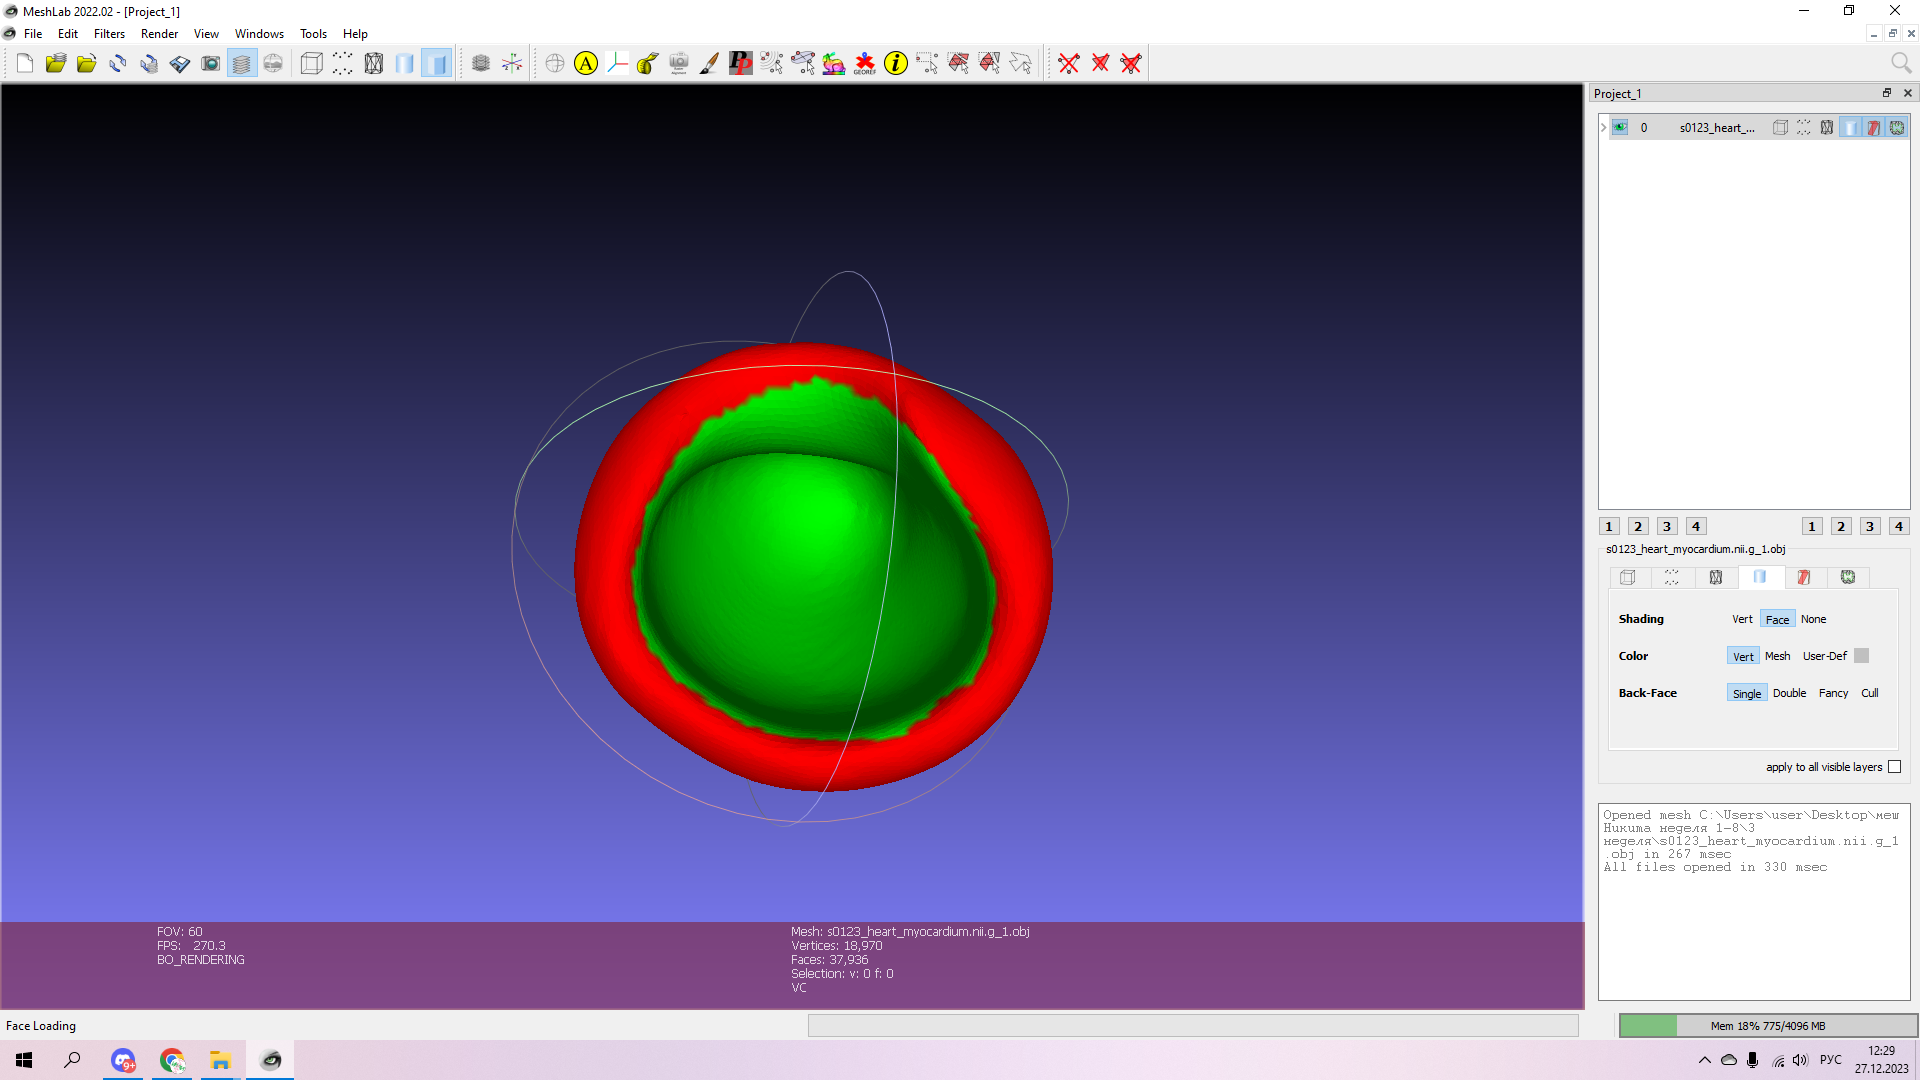 MeshLab 2022.02 - [Project_1]
File Edit Filters Render View Windows Tools Help
A
PP
GEOREF
i
Project_1
0 s0123_heart_...
1 2 3 4 1 2 3 4
s0123_heart_myocardium.nii.g_1.obj
Shading Vert Face None
Color Vert Mesh User-Def
Back-Face Single Double Fancy Cull
apply to all visible layers
Opened mesh C:\Users\user\Desktop\меш
Никита неделя 1-8\3
неделя\s0123_heart_myocardium.nii.g_1
.obj in 267 msec
All files opened in 330 msec
FOV: 60
FPS: 270.3
BO_RENDERING
Mesh: s0123_heart_myocardium.nii.g_1.obj
Vertices: 18,970
Faces: 37,936
Selection: v: 0 f: 0
VC
Face Loading
Mem 18% 775/4096 MB
9+
РУС
12:29
27.12.2023